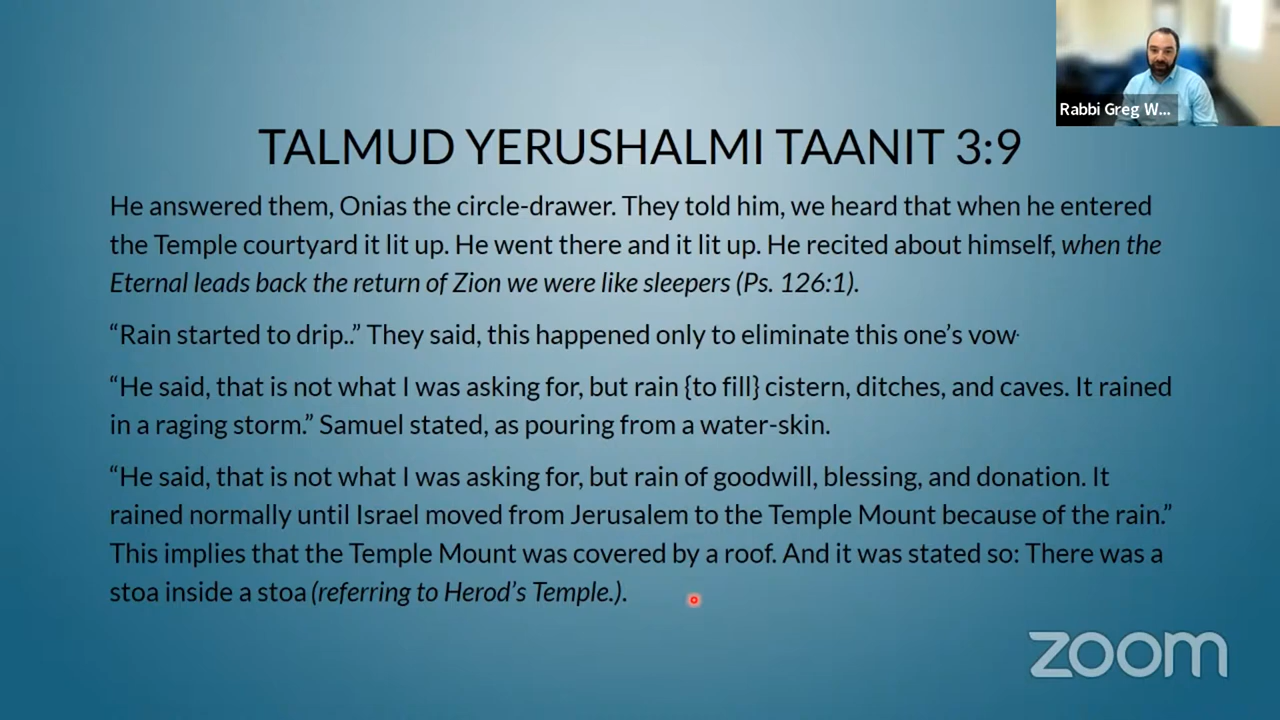 Rabbi Greg W...
TALMUD YERUSHALMI TAANIT 3:9
He answered them, Onias the circle-drawer. They told him, we heard that when he entered
the Temple courtyard it lit up. He went there and it lit up. He recited about himself, when the
Eternal leads back the return of Zion we were like sleepers (Ps. 126:1).
“Rain started to drip..” They said, this happened only to eliminate this one’s vow.
“He said, that is not what I was asking for, but rain {to fill} cistern, ditches, and caves. It rained
in a raging storm.” Samuel stated, as pouring from a water-skin.
“He said, that is not what I was asking for, but rain of goodwill, blessing, and donation. It
rained normally until Israel moved from Jerusalem to the Temple Mount because of the rain.”
This implies that the Temple Mount was covered by a roof. And it was stated so: There was a
stoa inside a stoa (referring to Herod’s Temple.).
zoom